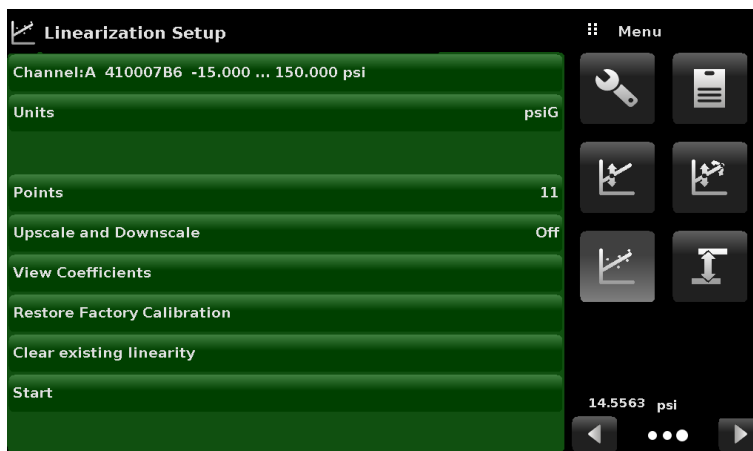 Linearization Setup
Menu
Channel:A 410007B6 -15.000 ... 150.000 psi
Units psiG
Points 11
Upscale and Downscale Off
View Coefficients
Restore Factory Calibration
Clear existing linearity
Start
14.5563 psi